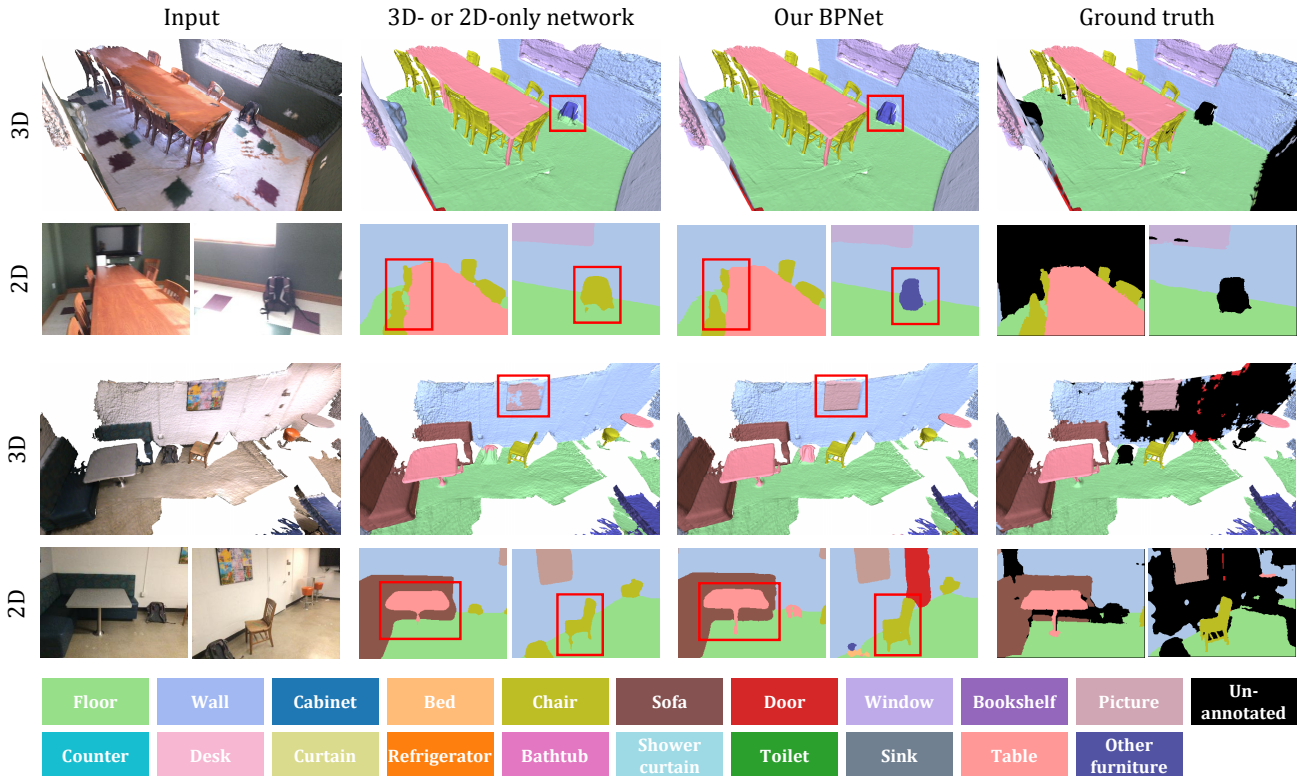 Input
3D- or 2D-only network
Our BPNet
Ground truth
3D
2D
3D
2D
Floor
Wall
Cabinet
Bed
Chair
Sofa
Door
Window
Bookshelf
Picture
Un-
annotated
Counter
Desk
Curtain
Refrigerator
Bathtub
Shower
curtain
Toilet
Sink
Table
Other
furniture